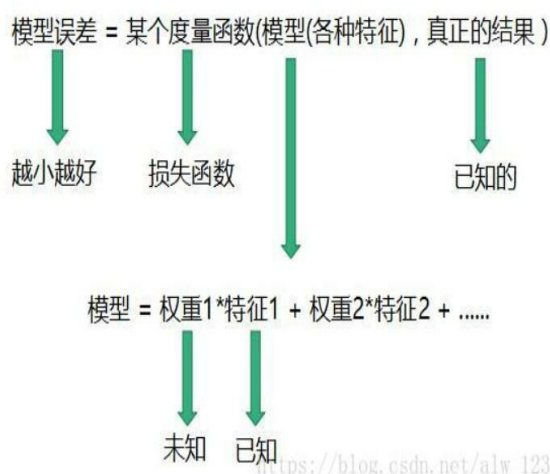 模型误差 = 某个度量函数(模型(各种特征)，真正的结果 )
越小越好 损失函数 已知的
模型 = 权重1*特征1 + 权重2*特征2 + ......
未知 已知
https://blog.csdn.net/alw_123